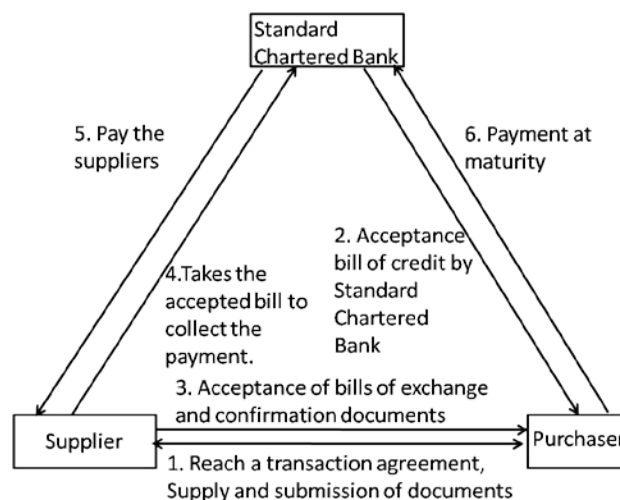 Standard
Chartered Bank
5. Pay the
suppliers
6. Payment at
maturity
2. Acceptance
bill of credit by
Standard
Chartered
Bank
4.Takes the
accepted bill to
collect the
payment.
3. Acceptance of bills of exchange
and confirmation documents
Supplier
Purchaser
1. Reach a transaction agreement,
Supply and submission of documents